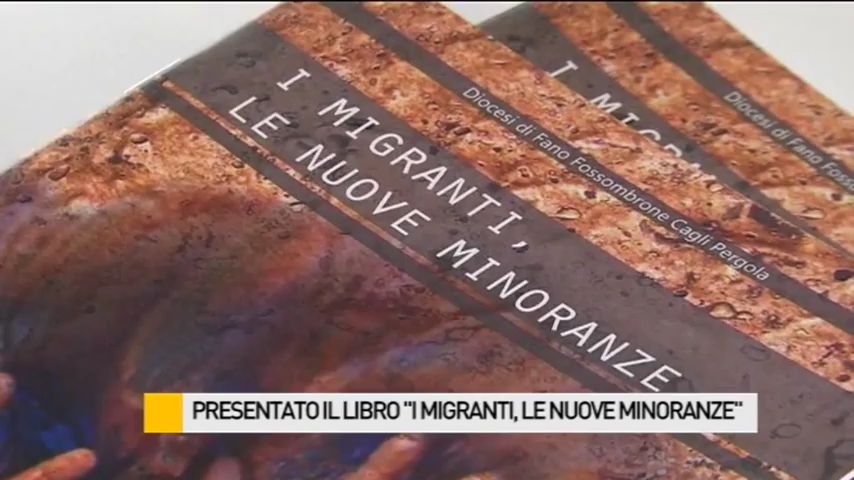 Diocesi di Fano Fossombrone Cagli Pergola
I MIGRANTI,
LE NUOVE MINORANZE
Diocesi di Fano
I
PRESENTATO IL LIBRO "I MIGRANTI, LE NUOVE MINORANZE"